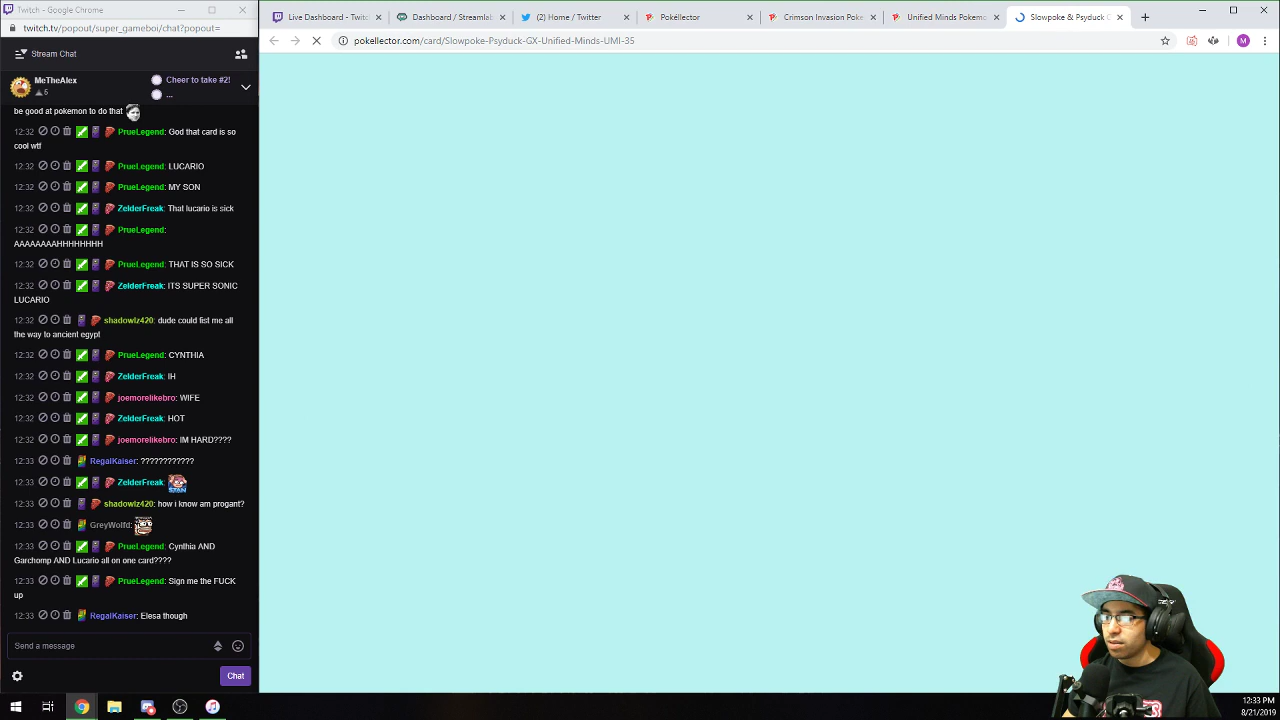 Twitch - Google Chrome
twitch.tv/popout/super_gameboi/chat?popout=
Stream Chat
MeTheAlex
5
Cheer to take #2!
...
be good at pokemon to do that
12:32 PrueLegend: God that card is so
cool wtf
12:32 PrueLegend: LUCARIO
12:32 PrueLegend: MY SON
12:32 ZelderFreak: That lucario is sick
12:32 PrueLegend:
AAAAAAAAHHHHHHHH
12:32 PrueLegend: THAT IS SO SICK
12:32 ZelderFreak: ITS SUPER SONIC
LUCARIO
12:32 shadowlz420: dude could fist me all
the way to ancient egypt
12:32 PrueLegend: CYNTHIA
12:32 ZelderFreak: IH
12:32 joemorelikebro: WIFE
12:32 ZelderFreak: HOT
12:32 joemorelikebro: IM HARD????
12:33 RegalKaiser: ????????????
12:33 ZelderFreak:
12:33 shadowlz420: how i know am progant?
12:33 GreyWolfd:
12:33 PrueLegend: Cynthia AND
Garchomp AND Lucario all on one card????
12:33 PrueLegend: Sign me the FUCK
up
12:33 RegalKaiser: Elesa though
Send a message
Chat
Live Dashboard - Twitc
Dashboard / Streamlab
(2) Home / Twitter
Pokéllector
Crimson Invasion Poke
Unified Minds Pokemo
Slowpoke & Psyduck G
pokellector.com/card/Slowpoke-Psyduck-GX-Unified-Minds-UMI-35
M
12:33 PM
8/21/2019